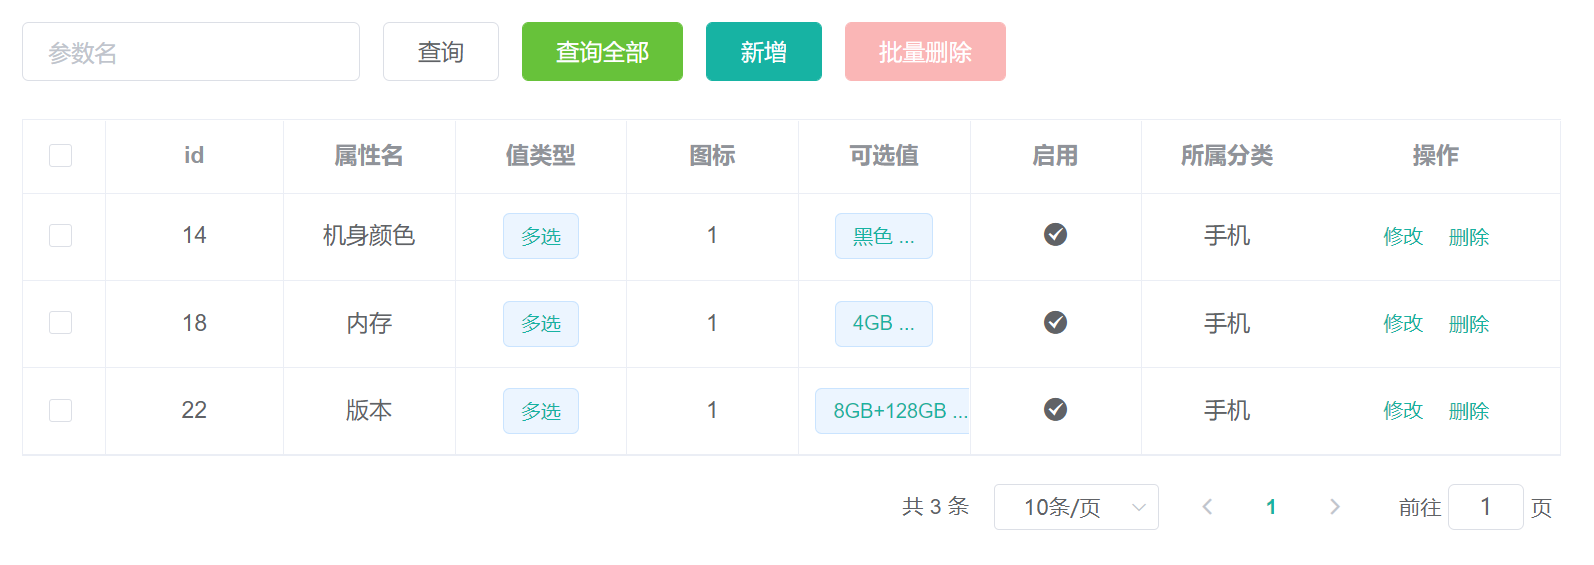 参数名 查询 查询全部 新增 批量删除
id 属性名 值类型 图标 可选值 启用 所属分类 操作
14 机身颜色 多选 1 黑色 ... 手机 修改 删除
18 内存 多选 1 4GB ... 手机 修改 删除
22 版本 多选 1 8GB+128GB ... 手机 修改 删除
共 3 条 10条/页 1 前往 1 页